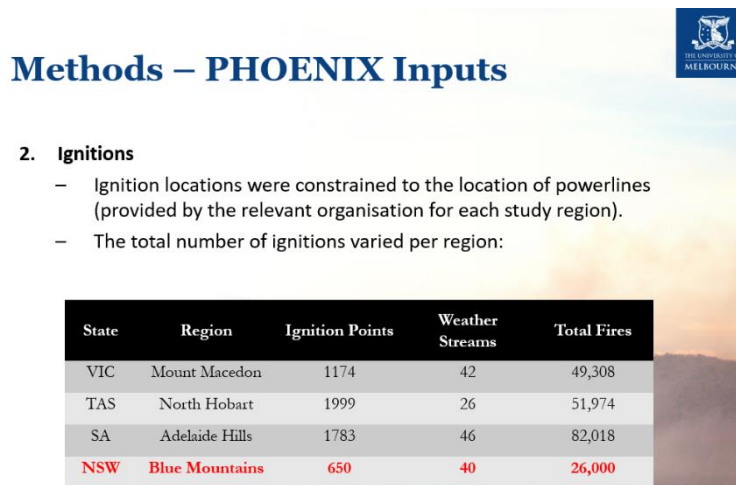 THE UNIVERSITY OF
MELBOURNE
Methods – PHOENIX Inputs
2. Ignitions
– Ignition locations were constrained to the location of powerlines
(provided by the relevant organisation for each study region).
– The total number of ignitions varied per region:
State Region Ignition Points Weather Streams Total Fires
VIC Mount Macedon 1174 42 49,308
TAS North Hobart 1999 26 51,974
SA Adelaide Hills 1783 46 82,018
NSW Blue Mountains 650 40 26,000